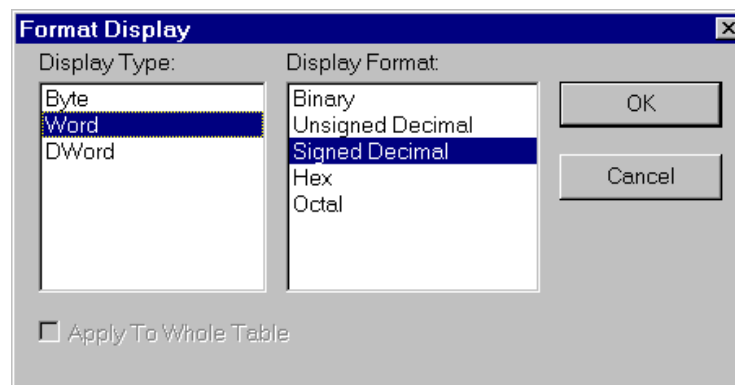 Format Display
Display Type:
Byte
Word
DWord
Display Format:
Binary
Unsigned Decimal
Signed Decimal
Hex
Octal
OK
Cancel
Apply To Whole Table